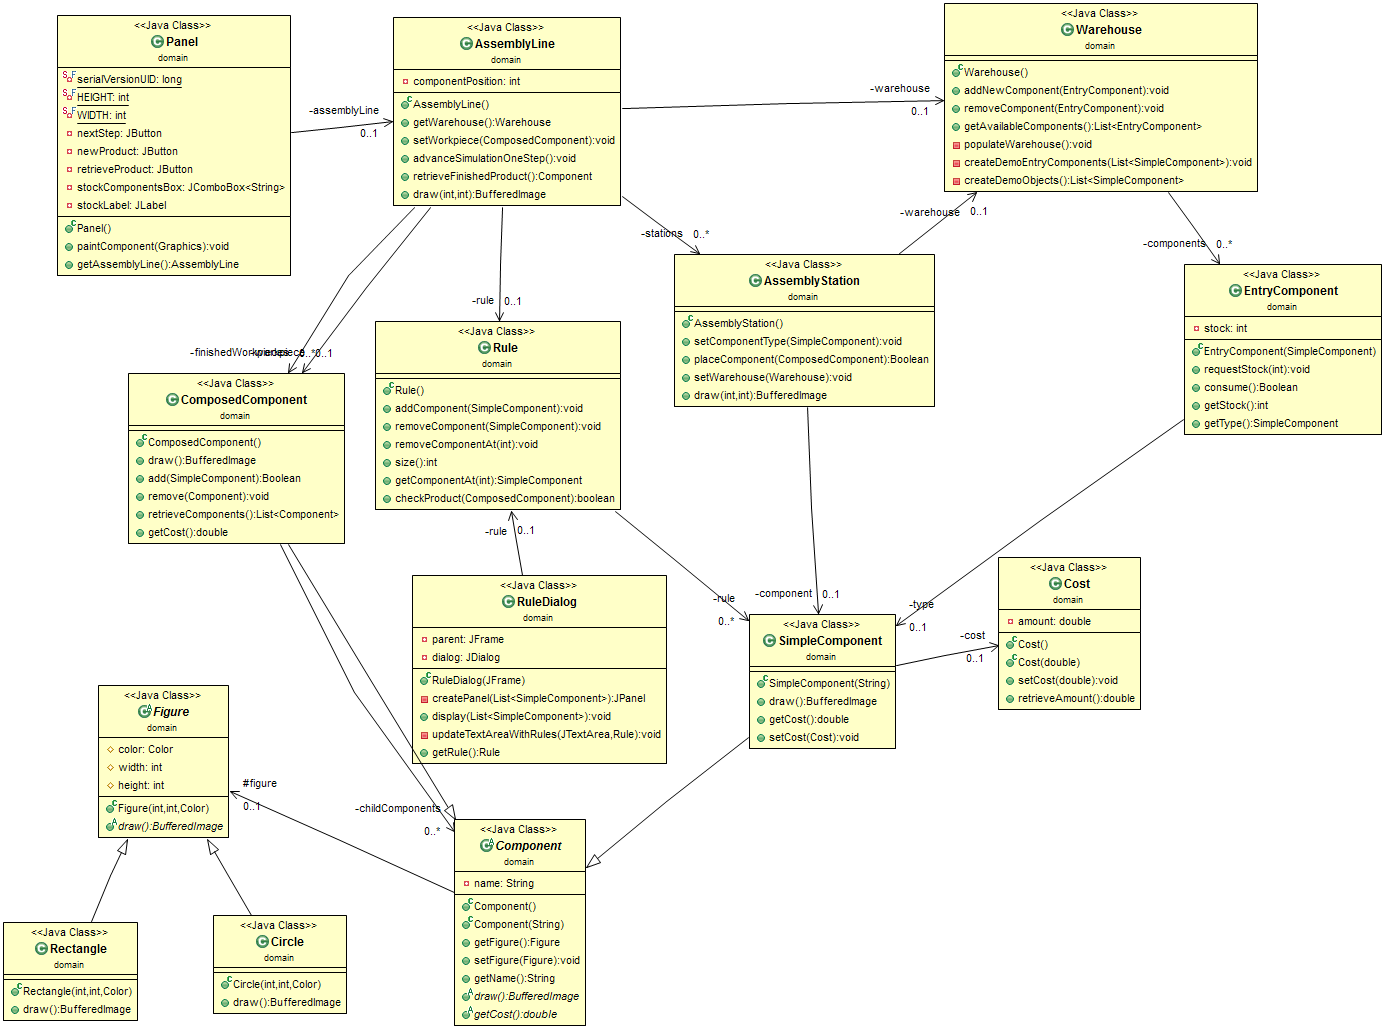 <<Java Class>>
Panel
domain
serialVersionUID: long
HEIGHT: int
WIDTH: int
nextStep: JButton
newProduct: JButton
retrieveProduct: JButton
stockComponentsBox: JComboBox<String>
stockLabel: JLabel
Panel()
paintComponent(Graphics):void
getAssemblyLine():AssemblyLine
-assemblyLine
0..1
<<Java Class>>
AssemblyLine
domain
componentPosition: int
AssemblyLine()
getWarehouse():Warehouse
setWorkpiece(ComposedComponent):void
advanceSimulationOneStep():void
retrieveFinishedProduct():Component
draw(int,int):BufferedImage
-warehouse
0..1
<<Java Class>>
Warehouse
domain
Warehouse()
addNewComponent(EntryComponent):void
removeComponent(EntryComponent):void
getAvailableComponents():List<EntryComponent>
populateWarehouse():void
createDemoEntryComponents(List<SimpleComponent>):void
createDemoObjects():List<SimpleComponent>
-stations
0..*
-warehouse
0..1
-components
0..*
<<Java Class>>
AssemblyStation
domain
AssemblyStation()
setComponentType(SimpleComponent):void
placeComponent(ComposedComponent):Boolean
setWarehouse(Warehouse):void
draw(int,int):BufferedImage
<<Java Class>>
EntryComponent
domain
stock: int
EntryComponent(SimpleComponent)
requestStock(int):void
consume():Boolean
getStock():int
getType():SimpleComponent
-rule
0..1
<<Java Class>>
Rule
domain
Rule()
addComponent(SimpleComponent):void
removeComponent(SimpleComponent):void
removeComponentAt(int):void
size():int
getComponentAt(int):SimpleComponent
checkProduct(ComposedComponent):boolean
0..1
<<Java Class>>
ComposedComponent
domain
ComposedComponent()
draw():BufferedImage
add(SimpleComponent):Boolean
remove(Component):void
retrieveComponents():List<Component>
getCost():double
-rule
0..1
<<Java Class>>
RuleDialog
domain
parent: JFrame
dialog: JDialog
RuleDialog(JFrame)
createPanel(List<SimpleComponent>):JPanel
display(List<SimpleComponent>):void
updateTextAreaWithRules(JTextArea,Rule):void
getRule():Rule
-rule
0..*
-component
0..1
-type
0..1
<<Java Class>>
SimpleComponent
domain
SimpleComponent(String)
draw():BufferedImage
getCost():double
setCost(Cost):void
-cost
0..1
<<Java Class>>
Cost
domain
amount: double
Cost()
Cost(double)
setCost(double):void
retrieveAmount():double
<<Java Class>>
Figure
domain
color: Color
width: int
height: int
Figure(int,int,Color)
draw():BufferedImage
#figure
0..1
-childComponents
0..*
<<Java Class>>
Component
domain
name: String
Component()
Component(String)
getFigure():Figure
setFigure(Figure):void
getName():String
draw():BufferedImage
getCost():double
<<Java Class>>
Rectangle
domain
Rectangle(int,int,Color)
draw():BufferedImage
<<Java Class>>
Circle
domain
Circle(int,int,Color)
draw():BufferedImage